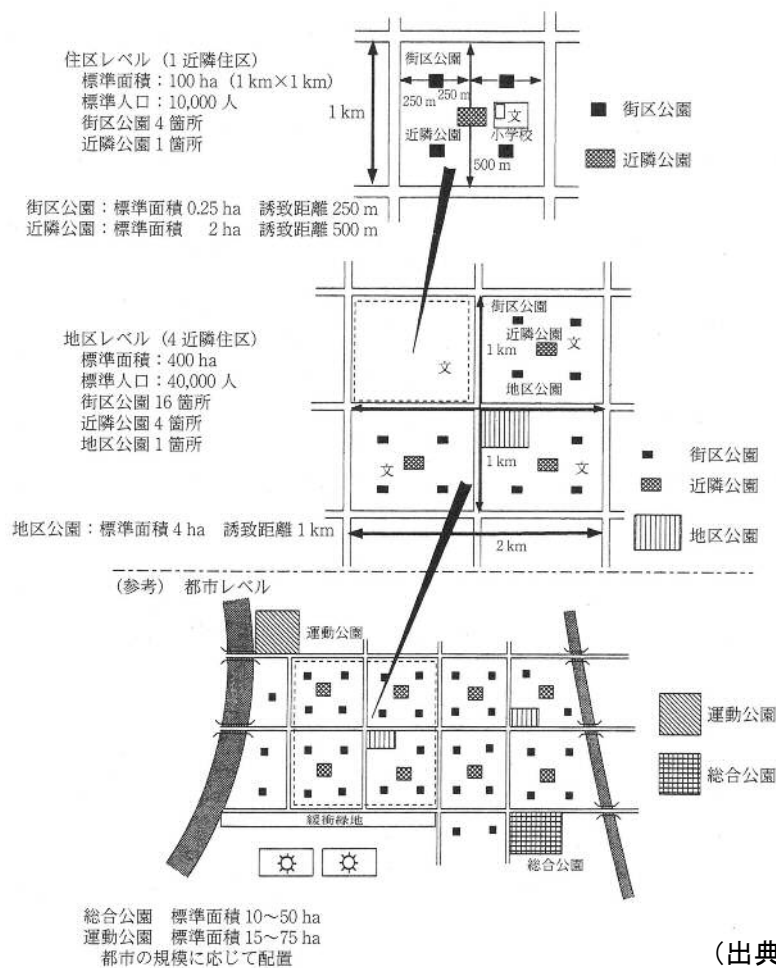 住区レベル (1近隣住区)
標準面積：100 ha (1 km×1 km)
標準人口：10,000人
街区公園4箇所
近隣公園1箇所
1 km
街区公園
250 m
250 m
文
近隣公園
小学校
500 m
街区公園
近隣公園
街区公園：標準面積 0.25 ha 誘致距離 250 m
近隣公園：標準面積 2 ha 誘致距離 500 m
地区レベル (4近隣住区)
標準面積：400 ha
標準人口：40,000人
街区公園16箇所
近隣公園4箇所
地区公園1箇所
街区公園
近隣公園
1 km
文
文
地区公園
文
1 km
文
2 km
街区公園
近隣公園
地区公園
地区公園：標準面積 4 ha 誘致距離 1 km
(参考) 都市レベル
運動公園
運動公園
総合公園
緩衝緑地
総合公園
総合公園 標準面積 10〜50 ha
運動公園 標準面積 15〜75 ha
都市の規模に応じて配置
(出典